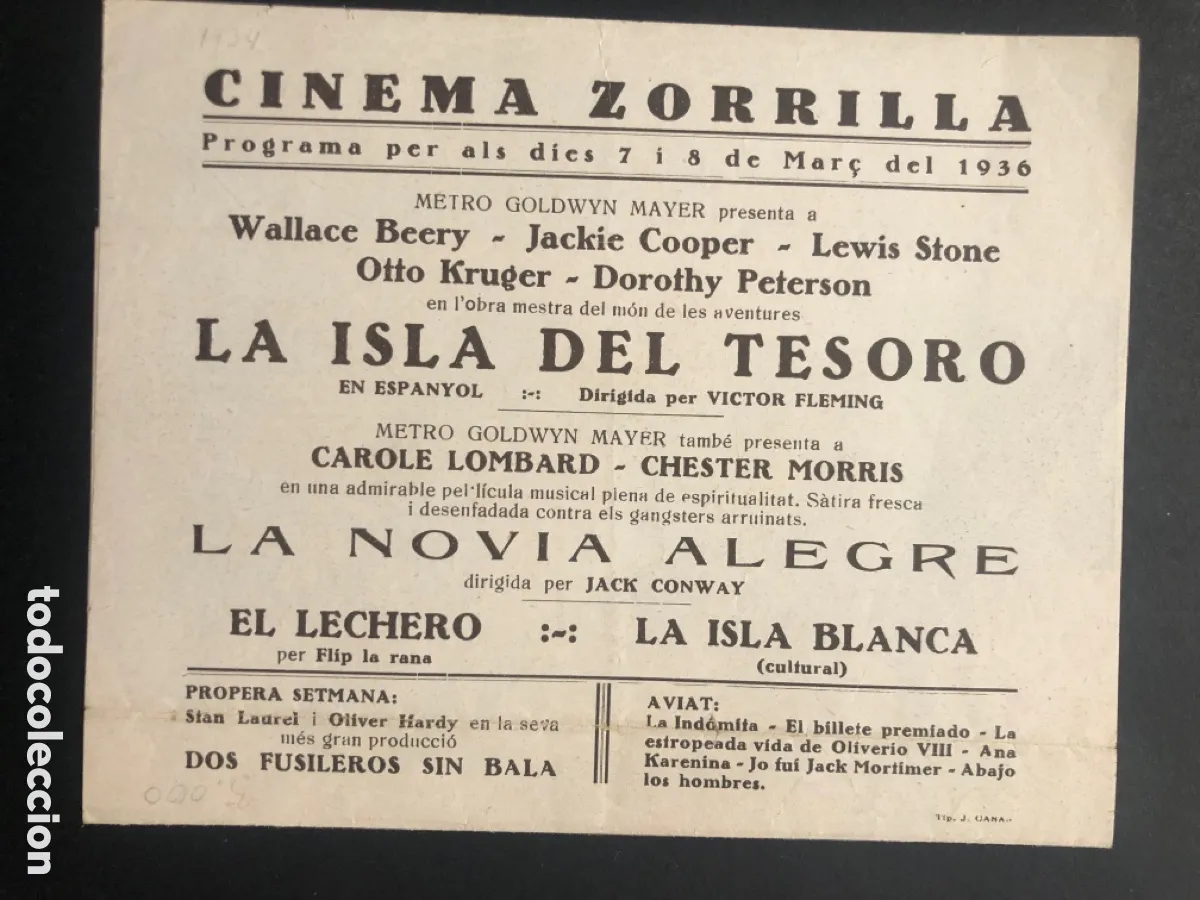 1934
CINEMA ZORRILLA
Programa per als díes 7 i 8 de Març del 1936
METRO GOLDWYN MAYER presenta a
Wallace Beery - Jackie Cooper - Lewis Stone
Otto Kruger - Dorothy Peterson
en l'obra mestra del món de les aventures
LA ISLA DEL TESORO
EN ESPANYOL :-: Dirigida per VICTOR FLEMING
METRO GOLDWYN MAYER també presenta a
CAROLE LOMBARD - CHESTER MORRIS
en una admirable pel·lícula musical plena de espiritualitat. Sàtira fresca
i desenfadada contra els gangsters arruinats.
LA NOVIA ALEGRE
dirigida per JACK CONWAY
EL LECHERO :-: LA ISLA BLANCA
per Flip la rana
(cultural)
PROPERA SETMANA:
Stan Laurel i Oliver Hardy en la seva
més gran producció
DOS FUSILEROS SIN BALA
AVIAT:
La Indómita - El billete premiado - La
estropeada vida de Oliverio VIII - Ana
Karenina - Jo fuí Jack Mortimer - Abajo
los hombres.
Tip. J.
todocoleccion